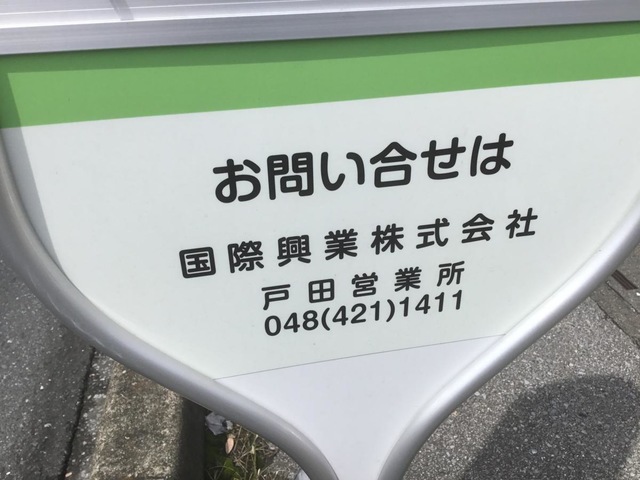 お問い合せは
国際興業株式会社
戸田営業所
048(421)1411